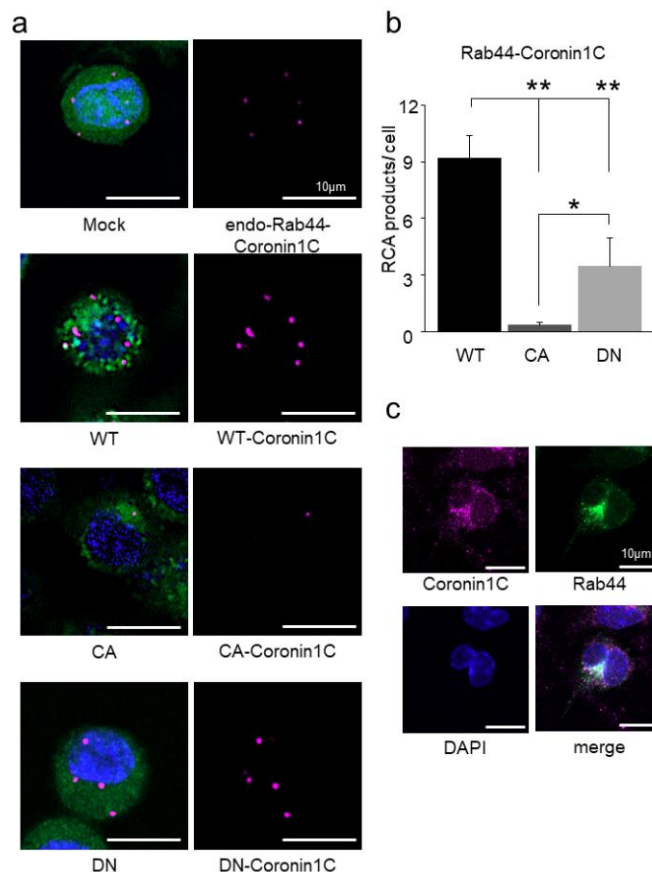 a
10μm
Mock
endo-Rab44-
Coronin1C
WT
WT-Coronin1C
CA
CA-Coronin1C
DN
DN-Coronin1C
b
Rab44-Coronin1C
**
**
*
RCA products/cell
12
9
6
3
0
WT
CA
DN
c
Coronin1C
Rab44
10μm
DAPI
merge